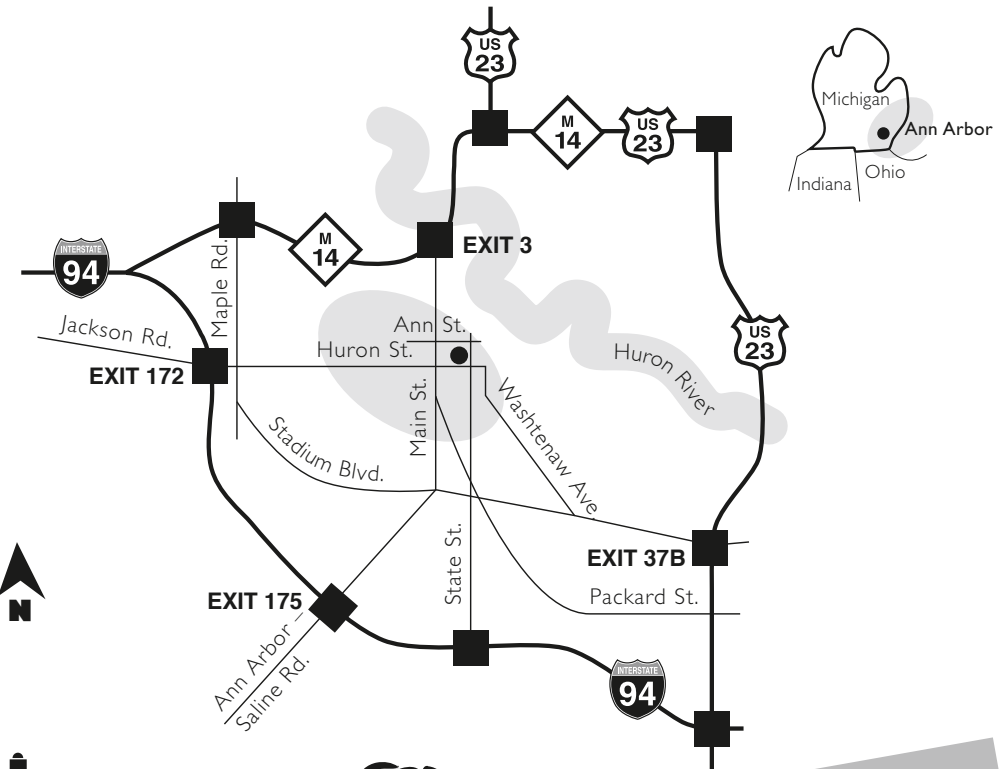 US
23
M
14
US
23
Michigan
Ann Arbor
Indiana
Ohio
EXIT 3
M
14
INTERSTATE
94
Maple Rd.
Jackson Rd.
Ann St.
Huron St.
EXIT 172
US
23
Huron River
Main St.
Washtenaw Ave.
Stadium Blvd.
State St.
EXIT 37B
N
Packard St.
EXIT 175
Ann Arbor –
Saline Rd.
INTERSTATE
94